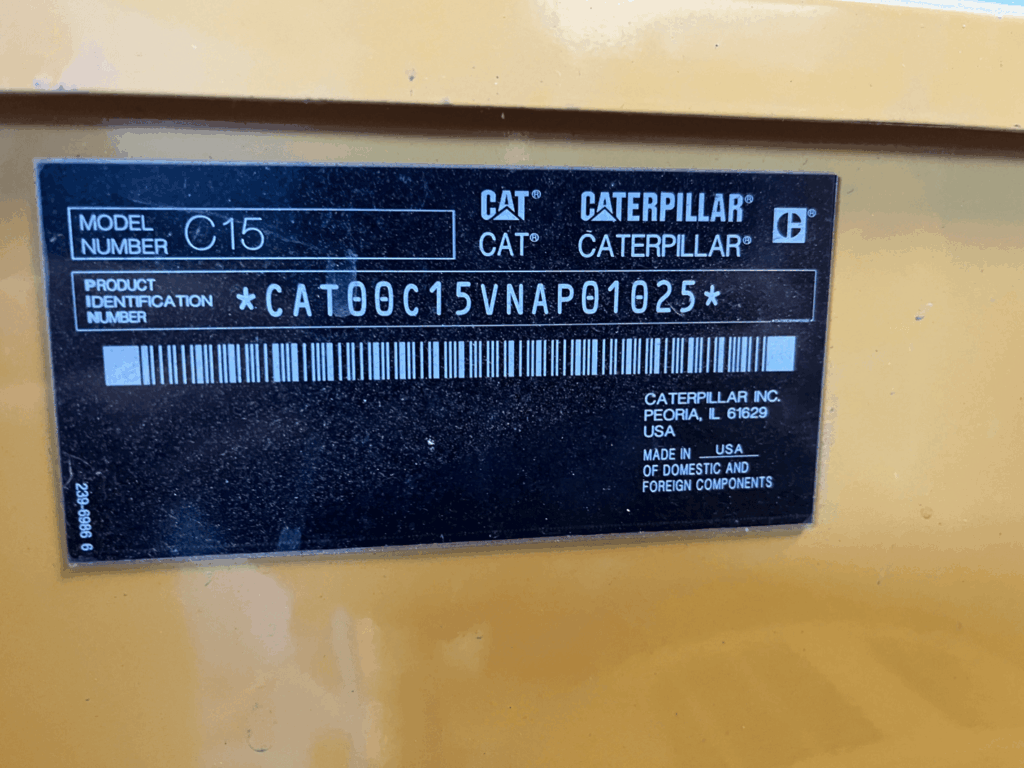 MODEL NUMBER C15
CAT® CATERPILLAR® C®
CAT® CATERPILLAR®
PRODUCT IDENTIFICATION NUMBER *CAT00C15VNAP01025*
CATERPILLAR INC.
PEORIA, IL 61629
USA
MADE IN USA
OF DOMESTIC AND
FOREIGN COMPONENTS
239-6986 6